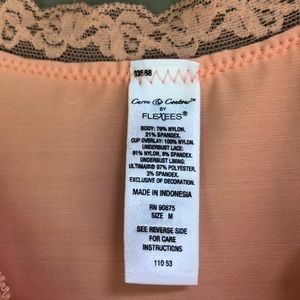 Curve & Contour™
BY
FLEXEES®
BODY: 79% NYLON,
21% SPANDEX.
CUP OVERLAY: 100% NYLON.
UNDERBUST LACE:
91% NYLON, 9% SPANDEX.
UNDERBUST LINING:
ULTIMAIR® 97% POLYESTER,
3% SPANDEX.
EXCLUSIVE OF DECORATION.
MADE IN INDONESIA
RN 90875
SIZE M
SEE REVERSE SIDE
FOR CARE
INSTRUCTIONS
110 53